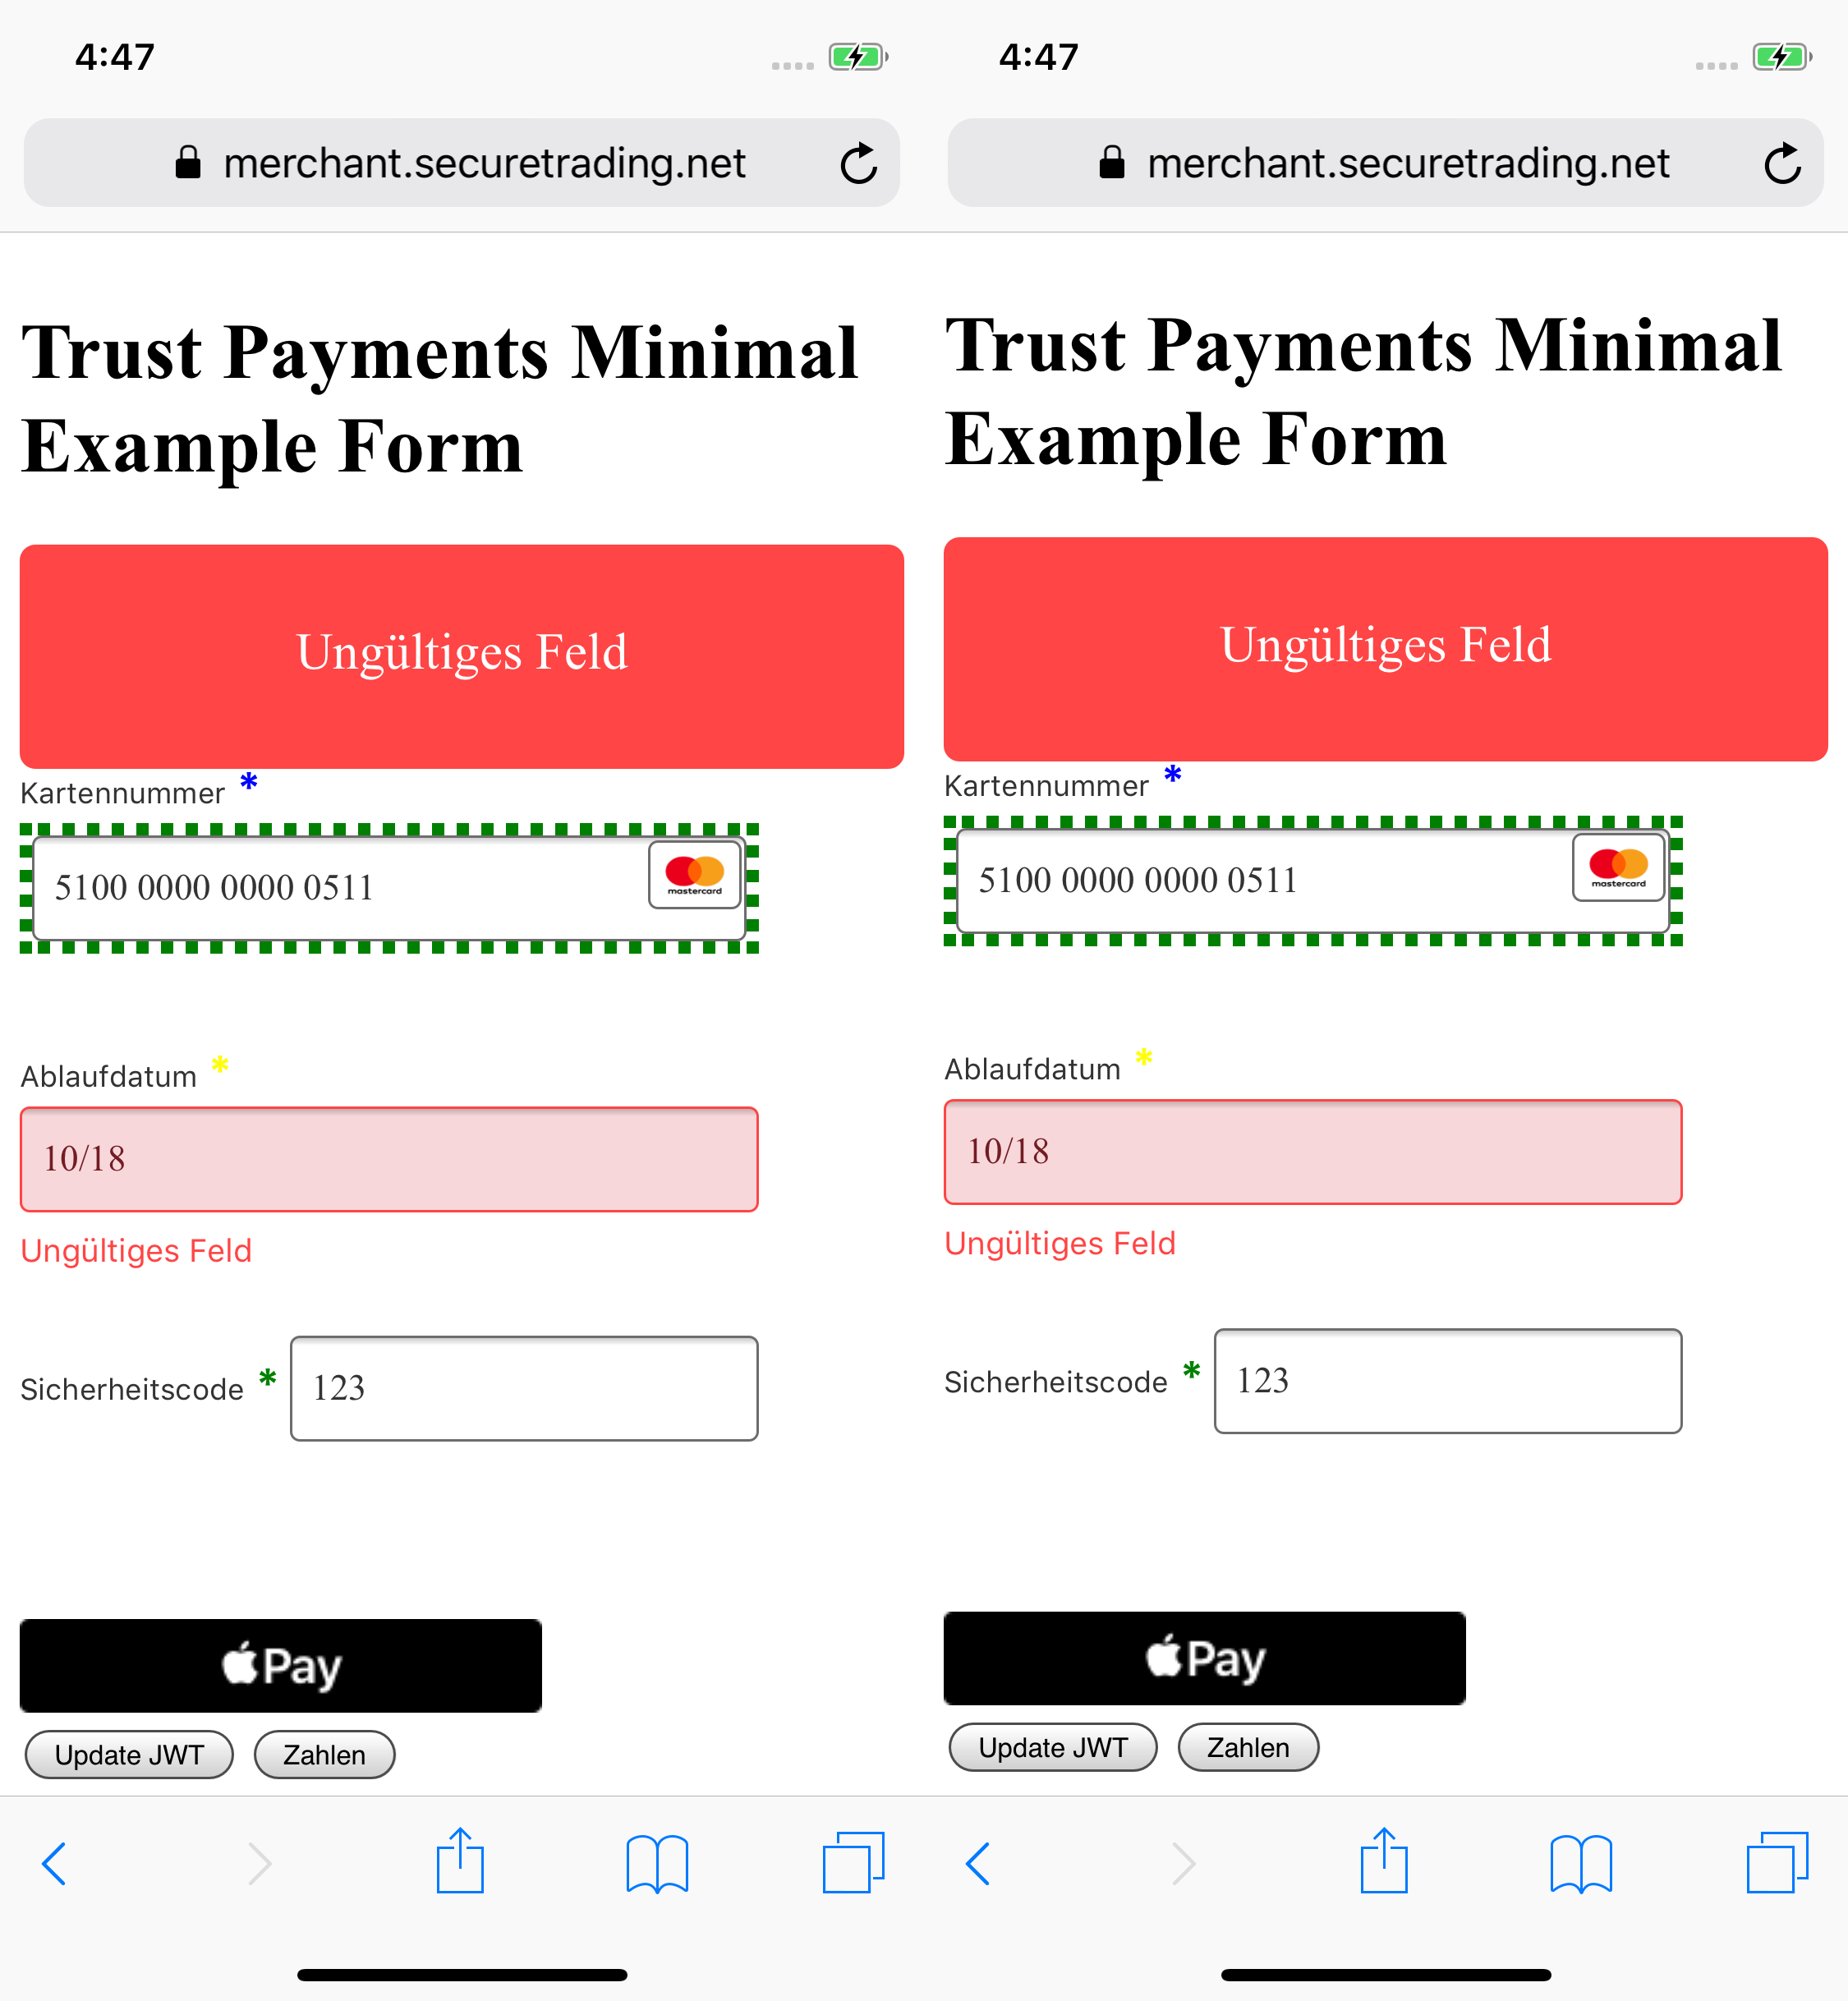 4:47
merchant.securetrading.net
Trust Payments Minimal
Example Form
Ungültiges Feld
Kartennummer *
5100 0000 0000 0511
mastercard
Ablaufdatum *
10/18
Ungültiges Feld
Sicherheitscode *
123
Pay
Update JWT
Zahlen
4:47
merchant.securetrading.net
Trust Payments Minimal
Example Form
Ungültiges Feld
Kartennummer *
5100 0000 0000 0511
mastercard
Ablaufdatum *
10/18
Ungültiges Feld
Sicherheitscode *
123
Pay
Update JWT
Zahlen